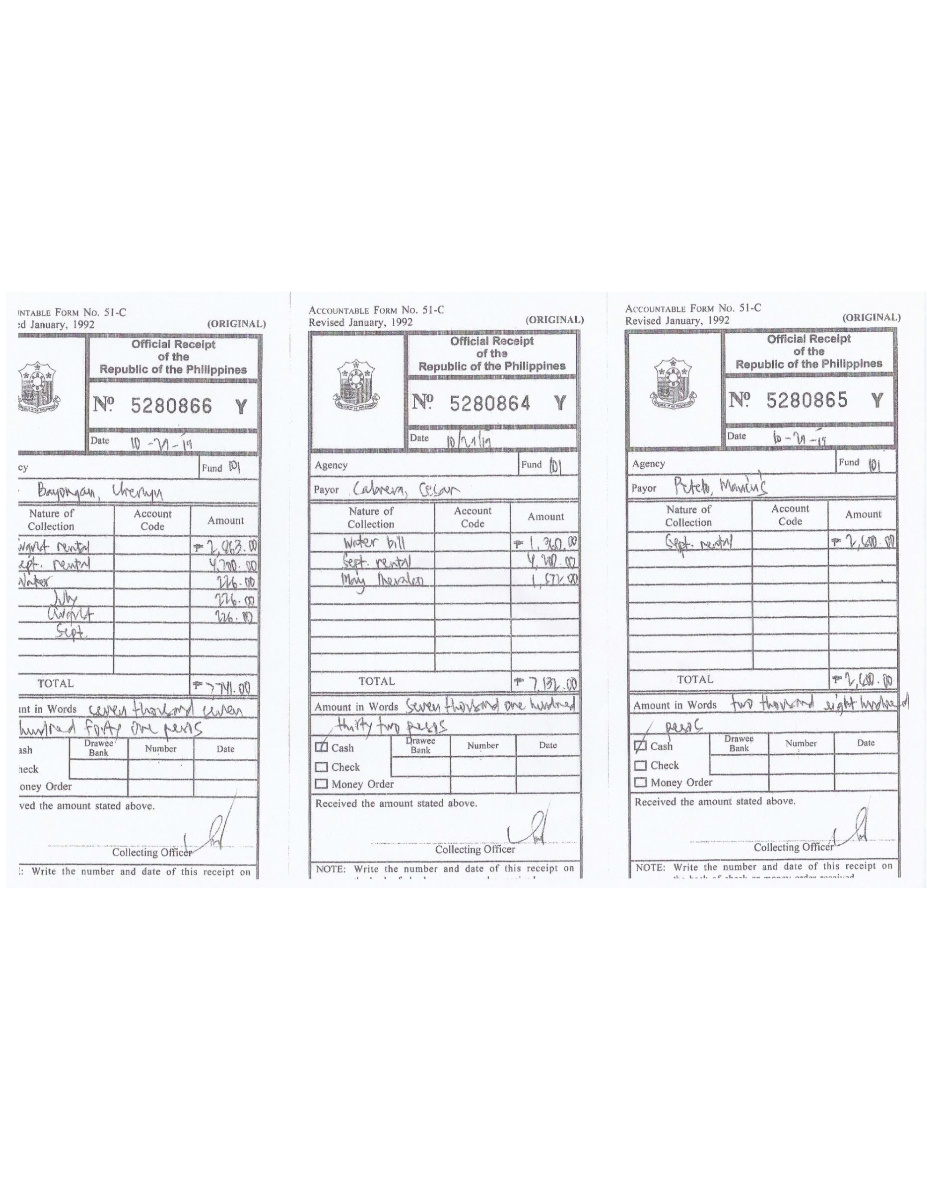 NTABLE FORM NO. 51-C
ed January, 1992 (ORIGINAL)
Official Receipt
of the
Republic of the Philippines
Nº 5280866 Y
Date 10-21-19
cy Fund 101
Nature of Collection Account Code Amount
rental ₱ 2,863.00
ept. rental 4,200.00
Water 226.00
July 226.00
August 226.00
Sept.
TOTAL ₱ 7741.00
unt in Words seven thousand seven
hundred forty one pesos
ash Drawee Bank Number Date
heck
oney Order
ved the amount stated above.
Collecting Officer
: Write the number and date of this receipt on
ACCOUNTABLE FORM NO. 51-C
Revised January, 1992 (ORIGINAL)
Official Receipt
of the
Republic of the Philippines
Nº 5280864 Y
Date 10/21/19
Agency Fund 101
Payor Cabrera, Cesar
Nature of Collection Account Code Amount
Water bill ₱ 1,360.00
Sept. rental 4,200.00
May Meralco 1,572.00
TOTAL ₱ 7,132.00
Amount in Words seven thousand one hundred
thirty two pesos
Cash Drawee Bank Number Date
Check
Money Order
Received the amount stated above.
Collecting Officer
NOTE: Write the number and date of this receipt on
ACCOUNTABLE FORM NO. 51-C
Revised January, 1992 (ORIGINAL)
Official Receipt
of the
Republic of the Philippines
Nº 5280865 Y
Date 10-21-19
Agency Fund 101
Payor
Nature of Collection Account Code Amount
Sept. rental ₱ 2,800.00
TOTAL ₱ 2,800.00
Amount in Words two thousand eight hundred
pesos
Cash Drawee Bank Number Date
Check
Money Order
Received the amount stated above.
Collecting Officer
NOTE: Write the number and date of this receipt on
the back of check or money order received